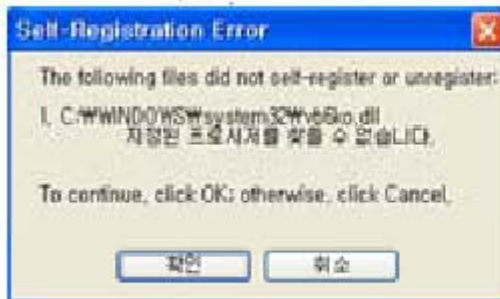 Self-Registration Error
The following files did not self-register or unregister:
1. C:₩WINDOWS₩system32₩vb6ko.dll
지정된 프로시저를 찾을 수 없습니다.
To continue, click OK; otherwise, click Cancel.
확인
취소